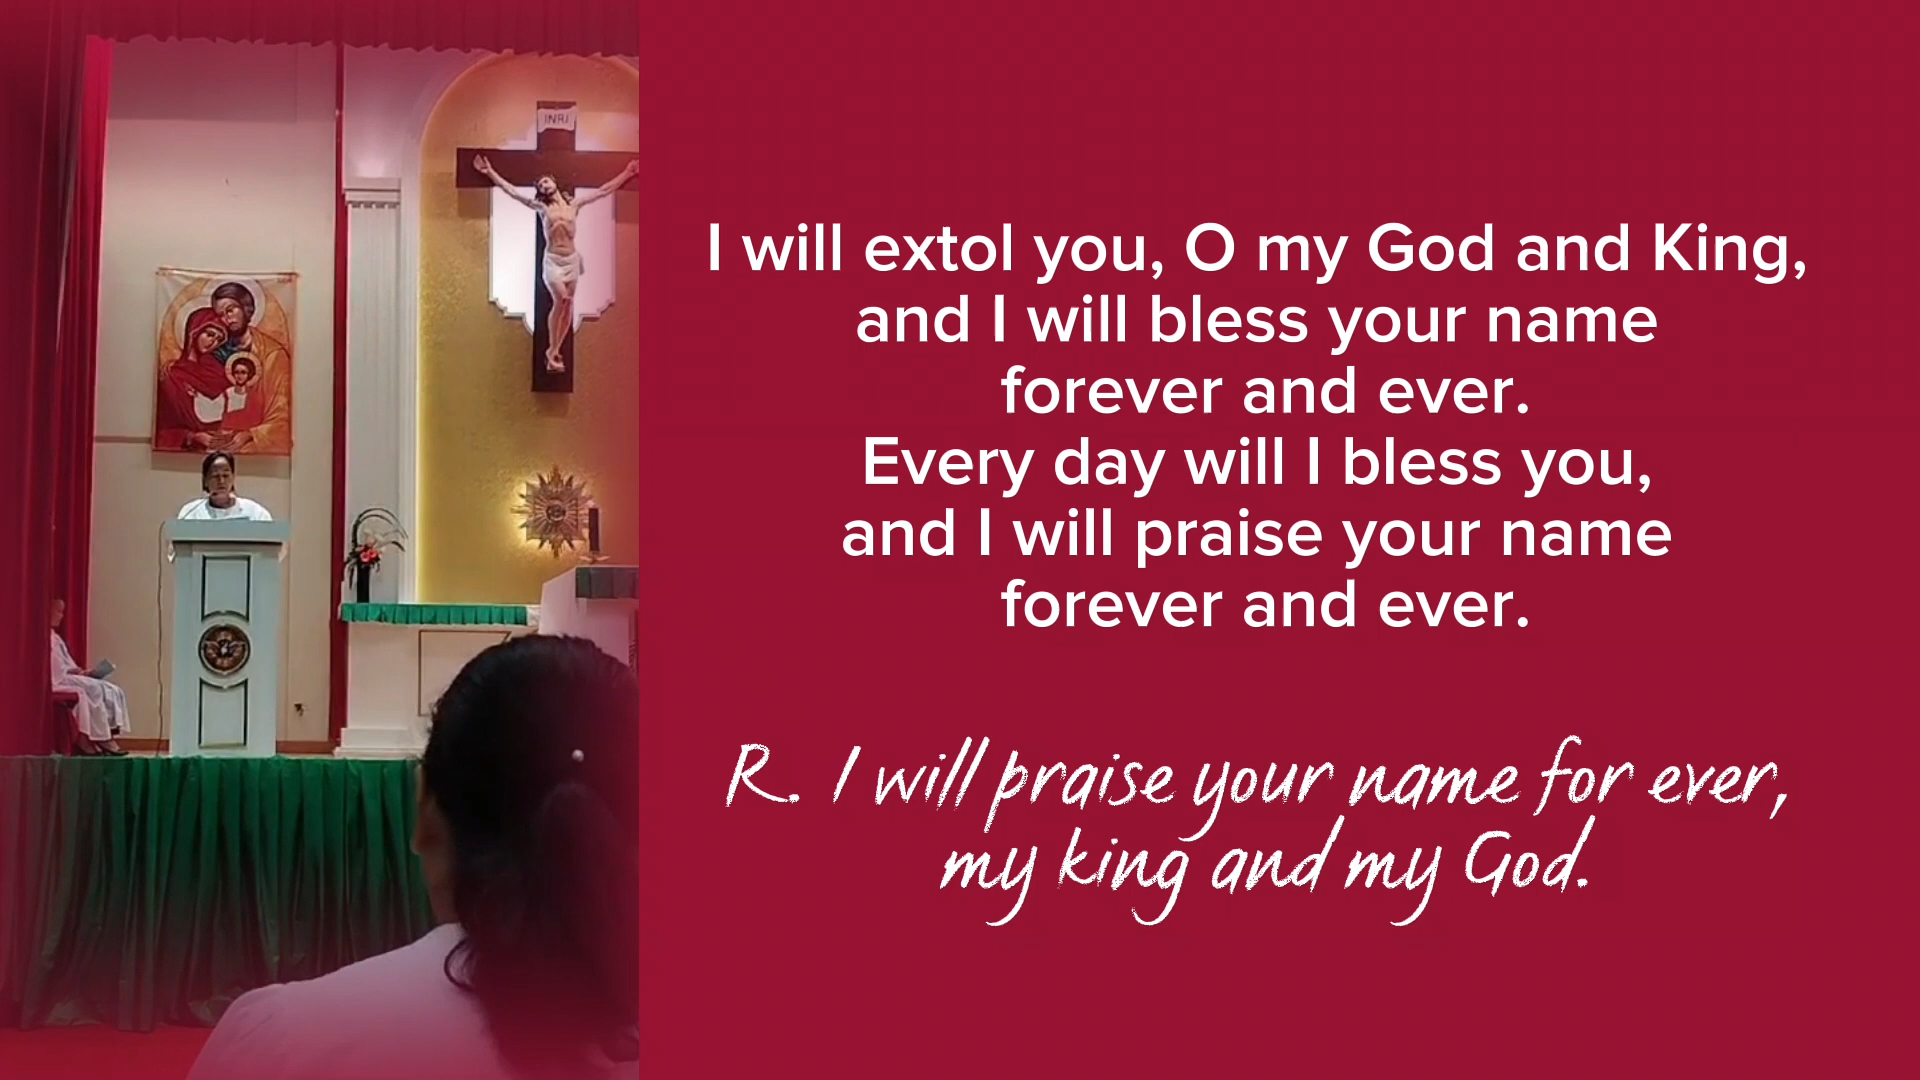 INRI
I will extol you, O my God and King,
and I will bless your name
forever and ever.
Every day will I bless you,
and I will praise your name
forever and ever.
R. I will praise your name for ever,
my king and my God.